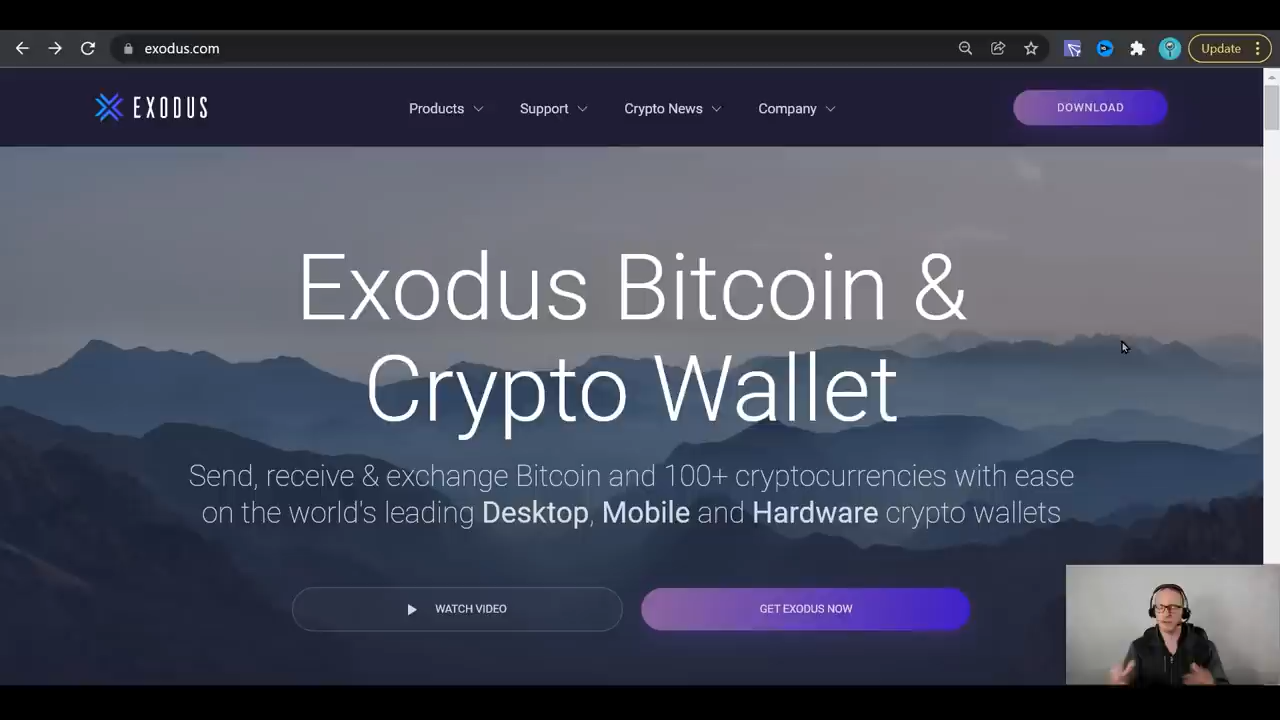 exodus.com
Update
EXODUS
Products
Support
Crypto News
Company
DOWNLOAD
Exodus Bitcoin &
Crypto Wallet
Send, receive & exchange Bitcoin and 100+ cryptocurrencies with ease
on the world's leading Desktop, Mobile and Hardware crypto wallets
WATCH VIDEO
GET EXODUS NOW